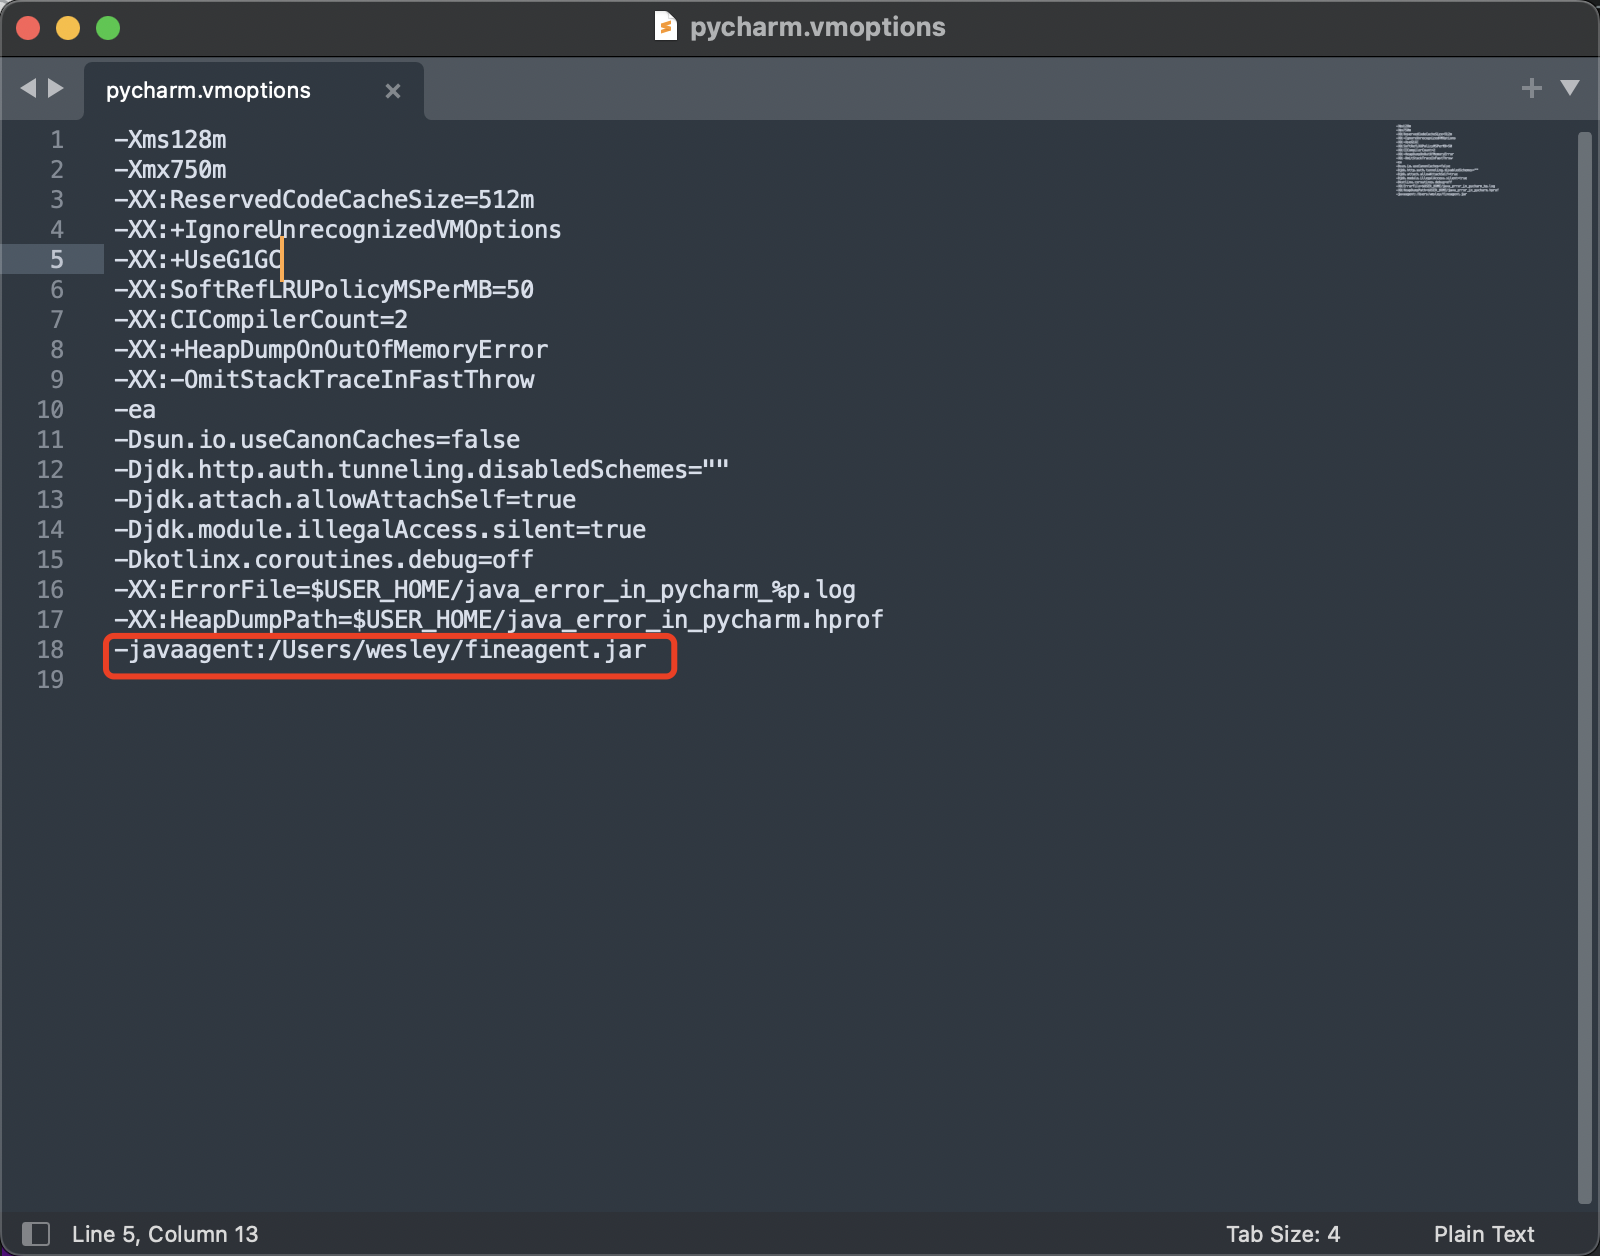 pycharm.vmoptions
pycharm.vmoptions
1 -Xms128m
2 -Xmx750m
3 -XX:ReservedCodeCacheSize=512m
4 -XX:+IgnoreUnrecognizedVMOptions
5 -XX:+UseG1GC
6 -XX:SoftRefLRUPolicyMSPerMB=50
7 -XX:CICompilerCount=2
8 -XX:+HeapDumpOnOutOfMemoryError
9 -XX:-OmitStackTraceInFastThrow
10 -ea
11 -Dsun.io.useCanonCaches=false
12 -Djdk.http.auth.tunneling.disabledSchemes=""
13 -Djdk.attach.allowAttachSelf=true
14 -Djdk.module.illegalAccess.silent=true
15 -Dkotlinx.coroutines.debug=off
16 -XX:ErrorFile=$USER_HOME/java_error_in_pycharm_%p.log
17 -XX:HeapDumpPath=$USER_HOME/java_error_in_pycharm.hprof
18 -javaagent:/Users/wesley/fineagent.jar
19
Line 5, Column 13
Tab Size: 4
Plain Text